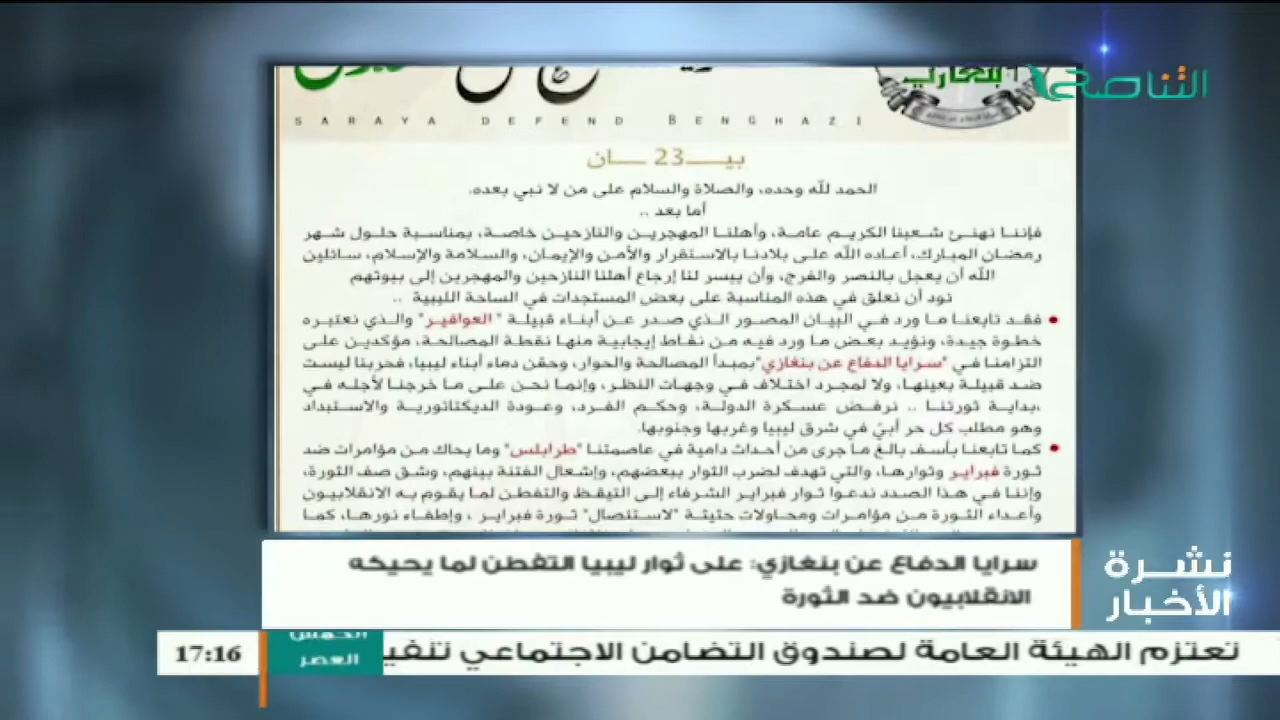 التناصح
SARAYA DEFEND BENGHAZI
بيـــ23ـــان
الحمد لله وحده، والصلاة والسلام على من لا نبي بعده.
أما بعد ..
فإننا نهنئ شعبنا الكريم عامة، وأهلنا المهجرين والنازحين خاصة، بمناسبة حلول شهر
رمضان المبارك، أعاده الله على بلادنا بالاستقرار والأمن والإيمان، والسلامة والإسلام، سائلين
الله أن يعجل بالنصر والفرج، وأن ييسر لنا إرجاع أهلنا النازحين والمهجرين إلى بيوتهم
نود أن نعلق في هذه المناسبة على بعض المستجدات في الساحة الليبية ..
• فقد تابعنا ما ورد في البيان المصور الذي صدر عن أبناء قبيلة " العواقير" والذي نعتبره
خطوة جيدة، ونؤيد بعض ما ورد فيه من نقاط إيجابية منها نقطة المصالحة، مؤكدين على
التزامنا في "سرايا الدفاع عن بنغازي"بمبدأ المصالحة والحوار، وحقن دماء أبناء ليبيا، فحربنا ليست
ضد قبيلة بعينها، ولا لمجرد اختلاف في وجهات النظر، وإنما نحن على ما خرجنا لأجله في
،بداية ثورتنا .. نرفض عسكرة الدولة، وحكم الفرد، وعودة الديكتاتورية والاستبداد
وهو مطلب كل حر أبيّ في شرق ليبيا وغربها وجنوبها.
• كما تابعنا بأسف بالغ ما جرى من أحداث دامية في عاصمتنا "طرابلس" وما يحاك من مؤامرات ضد
ثورة فبراير وثوارها، والتي تهدف لضرب الثوار ببعضهم، وإشعال الفتنة بينهم، وشق صف الثورة،
وإننا في هذا الصدد ندعوا ثوار فبراير الشرفاء إلى التيقظ والتفطن لما يقوم به الانقلابيون
وأعداء الثورة من مؤامرات ومحاولات حثيثة "لاستئصال" ثورة فبراير ، وإطفاء نورها، كما
سرايا الدفاع عن بنغازي: على ثوار ليبيا التفطن لما يحيكه
الانقلابيون ضد الثورة
نشرة
الأخبار
تعتزم الهيئة العامة لصندوق التضامن الاجتماعي تنفي
العصر
17:16